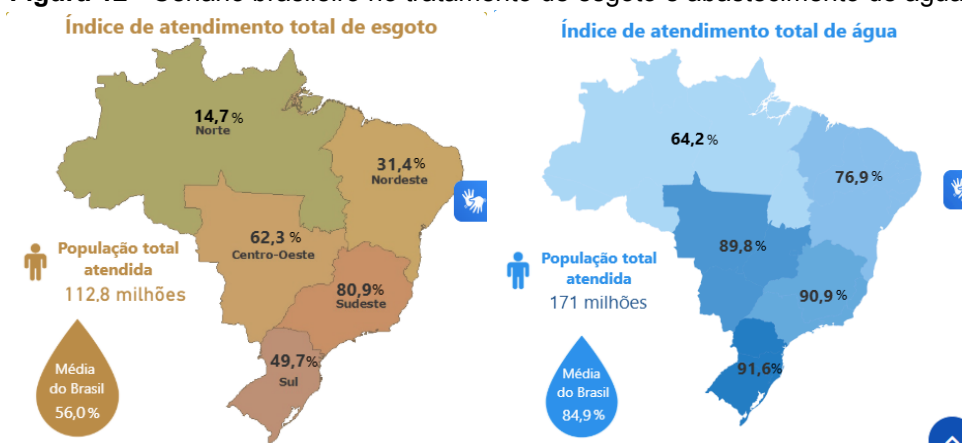 Índice de atendimento total de esgoto
14,7 %
Norte
31,4%
Nordeste
62,3 %
Centro-Oeste
80,9%
Sudeste
49,7%
Sul
População total
atendida
112,8 milhões
Média
do Brasil
56,0%
Índice de atendimento total de água
64,2 %
76,9 %
89,8 %
90,9 %
91,6%
População total
atendida
171 milhões
Média
do Brasil
84,9%